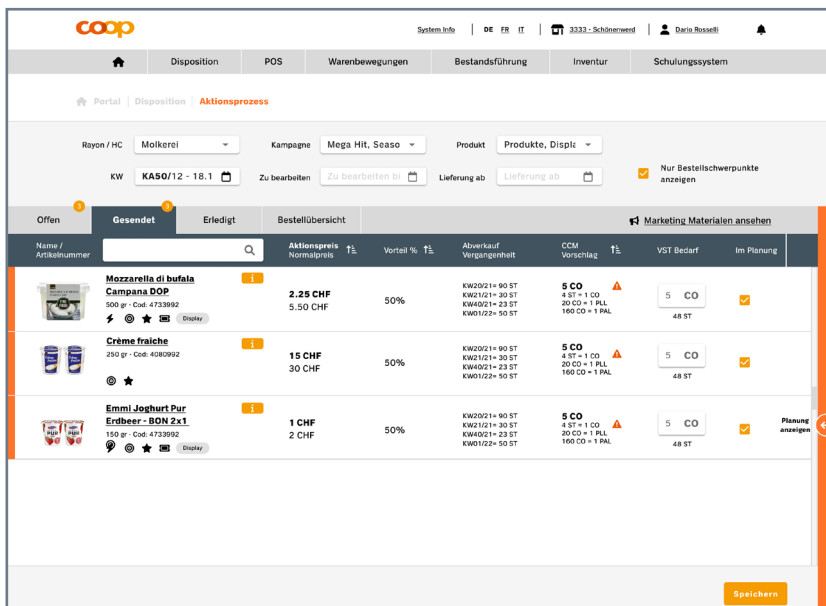 coop
System Info DE FR IT 3333 - Schönenwerd Dario Rosselli
Disposition POS Warenbewegungen Bestandsführung Inventur Schulungssystem
Portal Disposition Aktionsprozess
Rayon / HC Molkerei Kampagne Mega Hit, Seaso Produkt Produkte, Displa
Nur Bestellschwerpunkte
anzeigen
KW KA50/12 - 18.1 Zu bearbeiten Zu bearbeiten bi Lieferung ab Lieferung ab
3 3
Offen Gesendet Erledigt Bestellübersicht Marketing Materialen ansehen
Name /
Artikelnummer
Aktionspreis
Normalpreis
Vorteil %
Abverkauf
Vergangenheit
CCM
Vorschlag
VST Bedarf
Im Planung
Mozzarella di bufala
Campana DOP
500 gr - Cod: 4733992
Display
i
2.25 CHF
5.50 CHF
50%
KW20/21= 90 ST
KW21/21= 30 ST
KW40/21= 23 ST
KW01/22= 50 ST
5 CO
4 ST = 1 CO
20 CO = 1 PLL
160 CO = 1 PAL
5 CO
48 ST
Crème fraiche
250 gr - Cod: 4080992
i
15 CHF
30 CHF
50%
KW20/21= 90 ST
KW21/21= 30 ST
KW40/21= 23 ST
KW01/22= 50 ST
5 CO
4 ST = 1 CO
20 CO = 1 PLL
160 CO = 1 PAL
5 CO
48 ST
Emmi Joghurt Pur
Erdbeer - BON 2x1
150 gr - Cod: 4733992
Display
i
1 CHF
2 CHF
50%
KW20/21= 90 ST
KW21/21= 30 ST
KW40/21= 23 ST
KW01/22= 50 ST
5 CO
4 ST = 1 CO
20 CO = 1 PLL
160 CO = 1 PAL
5 CO
48 ST
Planung
anzeigen
Speichern